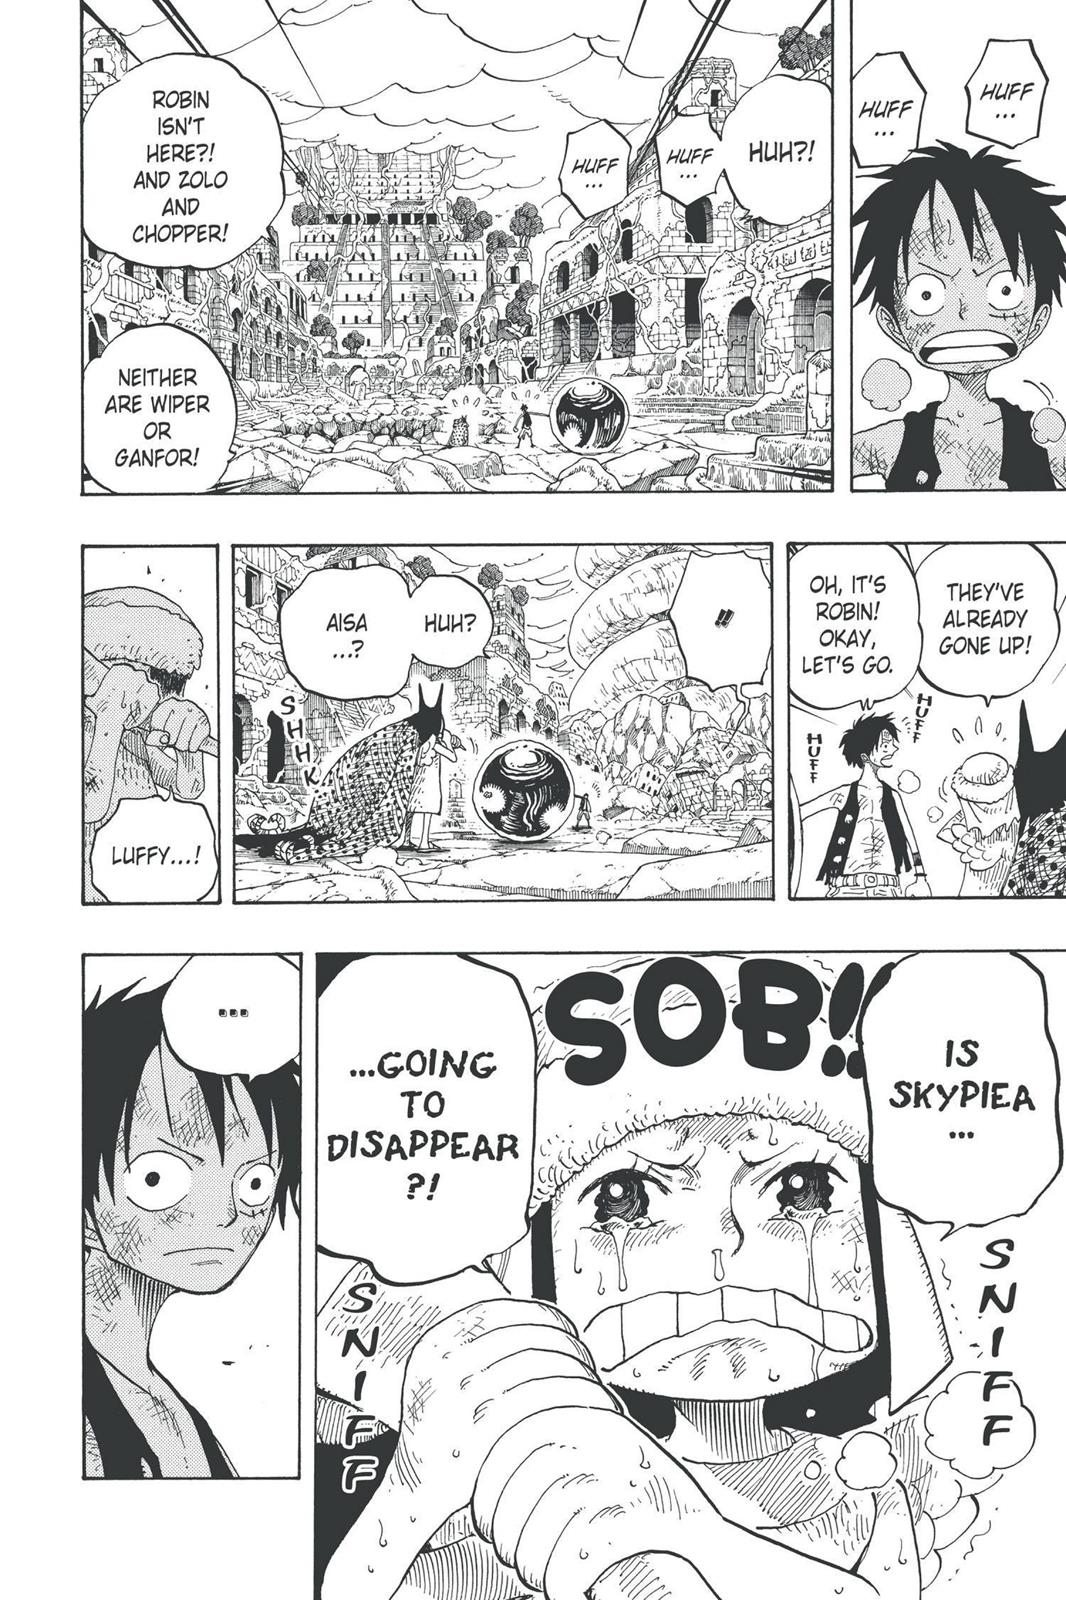 HUFF
...
HUFF
...
HUH?!
HUFF
...
HUFF
...
ROBIN
ISN'T
HERE?!
AND ZOLO
AND
CHOPPER!
NEITHER
ARE WIPER
OR
GANFOR!
THEY'VE
ALREADY
GONE UP!
OH, IT'S
ROBIN!
OKAY,
LET'S GO.
HUFF
HUFF
!!
HUH?
AISA
...?
SHHK
LUFFY...!
IS
SKYPIEA
...
SOB!!
...GOING
TO
DISAPPEAR
?!
SNIFF
SNIFF
...